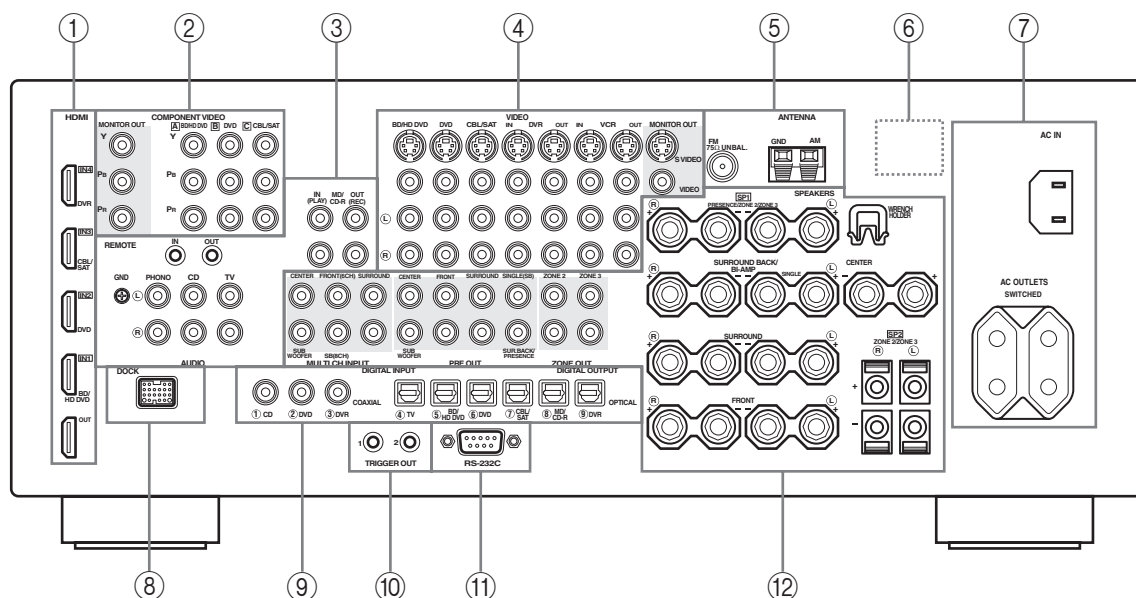 ① ② ③ ④ ⑤ ⑥ ⑦
HDMI
IN4
DVR
IN3
CBL/
SAT
IN2
DVD
IN1
BD/
HD DVD
OUT
COMPONENT VIDEO
MONITOR OUT A BD/HD DVD B DVD C CBL/SAT
Y Y
PB PB
PR PR
REMOTE IN OUT
GND PHONO CD TV
L
R
AUDIO
IN
(PLAY)
MD/
CD-R
OUT
(REC)
VIDEO
BD/HD DVD DVD CBL/SAT IN DVR OUT IN VCR OUT MONITOR OUT
S VIDEO
VIDEO
L
R
CENTER FRONT(6CH) SURROUND CENTER FRONT SURROUND SINGLE(SB) ZONE 2 ZONE 3
SUB
WOOFER
SB(8CH)
SUB
WOOFER
SUR.BACK/
PRESENCE
MULTI CH INPUT PRE OUT ZONE OUT
ANTENNA
FM
75Ω UNBAL.
GND AM
SPEAKERS
SP1
R PRESENCE/ZONE 2/ZONE 3 L
+ - +
WRENCH
HOLDER
R SURROUND BACK/
BI-AMP
SINGLE L
+ - +
CENTER
- +
R SURROUND L
+ - +
SP2
ZONE 2/ZONE 3
R L
+
-
R FRONT L
+ - +
AC IN
AC OUTLETS
SWITCHED
DOCK
DIGITAL INPUT DIGITAL OUTPUT
COAXIAL OPTICAL
① CD ② DVD ③ DVR ④ TV ⑤ BD/
HD DVD
⑥ DVD ⑦ CBL/
SAT
⑧ MD/
CD-R
⑨ DVR
1 2
TRIGGER OUT
RS-232C
⑧ ⑨ ⑩ ⑪ ⑫